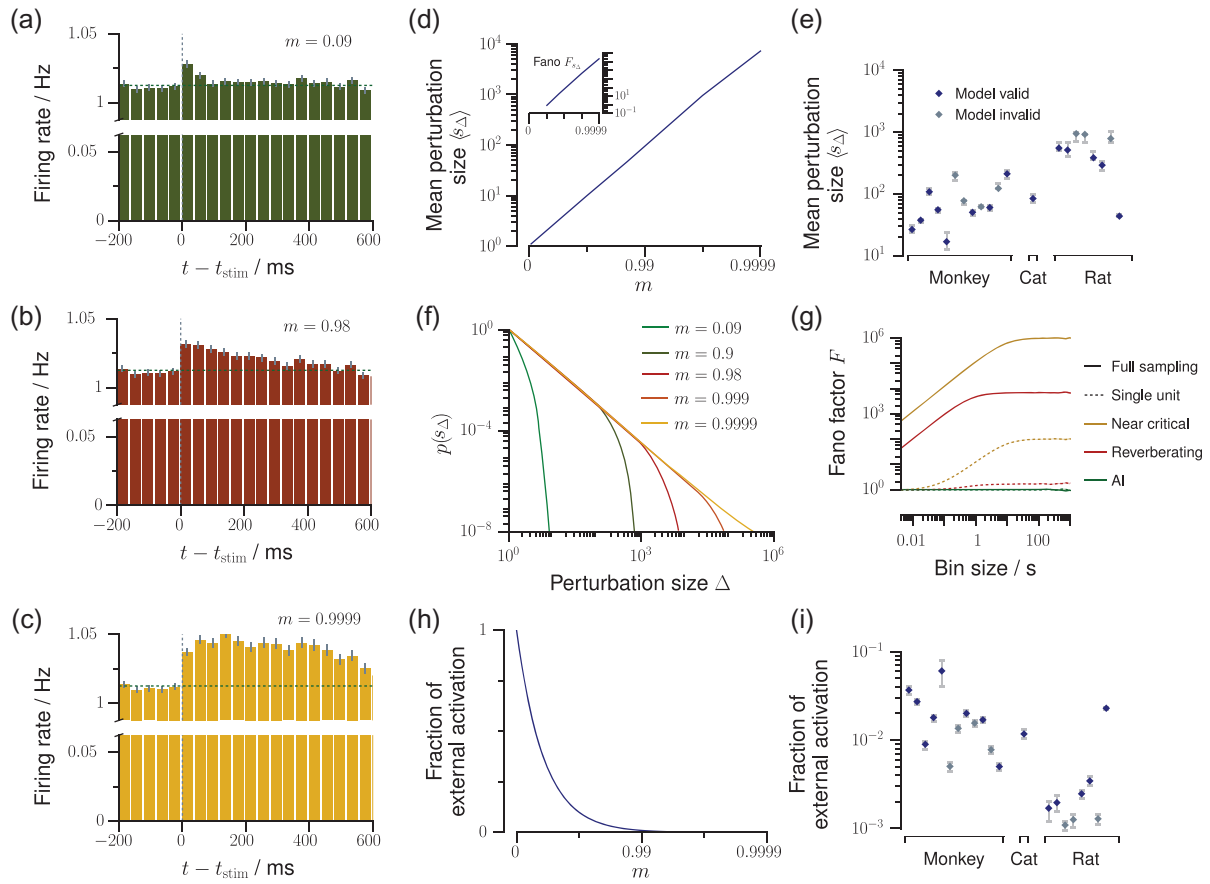 (a)
1.05
m = 0.09
1
0.05
0
Firing rate / Hz
−200
0
200
400
600
t − t_stim / ms
(b)
1.05
m = 0.98
1
0.05
0
Firing rate / Hz
−200
0
200
400
600
t − t_stim / ms
(c)
1.05
m = 0.9999
1
0.05
0
Firing rate / Hz
−200
0
200
400
600
t − t_stim / ms
(d)
Mean perturbation
size ⟨s_Δ⟩
10^4
10^3
10^2
10^1
10^0
Fano F_{s_Δ}
10^1
10^−1
0
0.9999
0
0.99
0.9999
m
(e)
Mean perturbation
size ⟨s_Δ⟩
10^4
10^3
10^2
10^1
Model valid
Model invalid
Monkey
Cat
Rat
(f)
p(s_Δ)
10^0
10^−4
10^−8
m = 0.09
m = 0.9
m = 0.98
m = 0.999
m = 0.9999
10^0
10^3
10^6
Perturbation size Δ
(g)
Fano factor F
10^6
10^3
10^0
Full sampling
Single unit
Near critical
Reverberating
AI
0.01
1
100
Bin size / s
(h)
Fraction of
external activation
1
0.5
0
0
0.99
0.9999
m
(i)
Fraction of
external activation
10^−1
10^−2
10^−3
Monkey
Cat
Rat